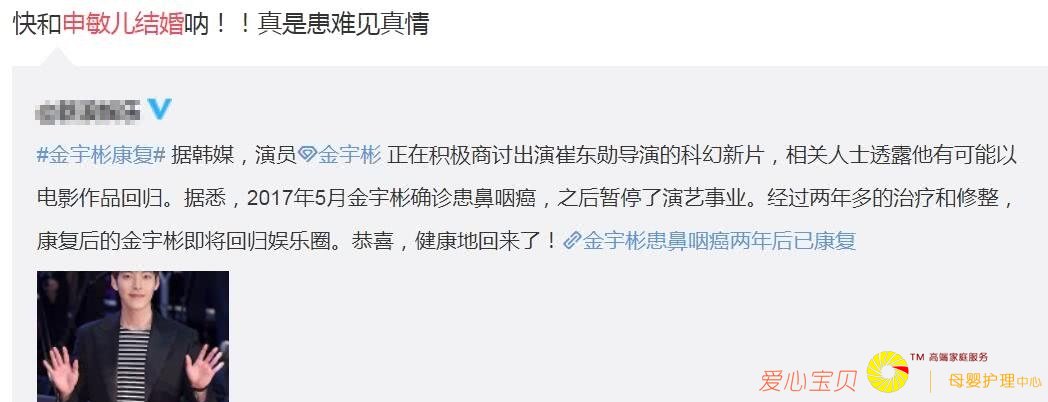 快和申敏儿结婚呐！！真是患难见真情
#金宇彬康复# 据韩媒，演员金宇彬 正在积极商讨出演崔东勋导演的科幻新片，相关人士透露他有可能以
电影作品回归。据悉，2017年5月金宇彬确诊患鼻咽癌，之后暂停了演艺事业。经过两年多的治疗和修整，
康复后的金宇彬即将回归娱乐圈。恭喜，健康地回来了！金宇彬患鼻咽癌两年后已康复
爱心宝贝
TM 高端家庭服务
母婴护理中心